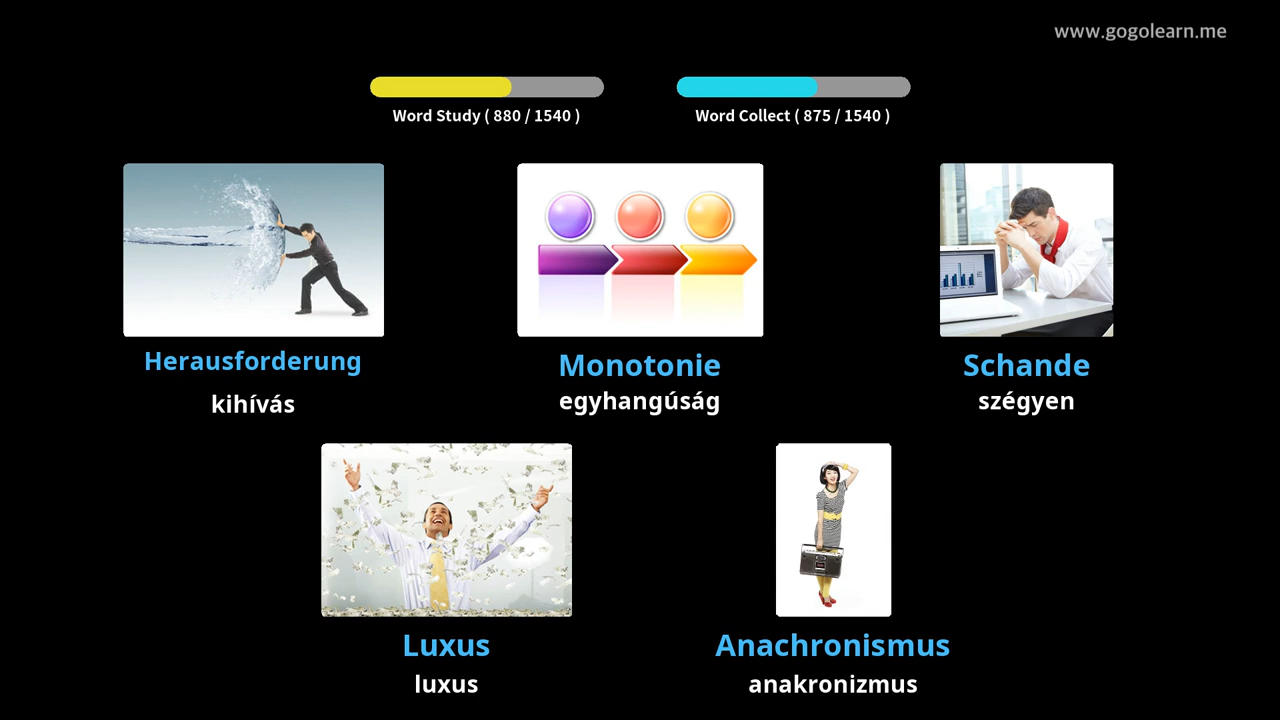 www.gogolearn.me
Word Study ( 880 / 1540 )
Word Collect ( 875 / 1540 )
Herausforderung
kihívás
Monotonie
egyhangúság
Schande
szégyen
Luxus
luxus
Anachronismus
anakronizmus